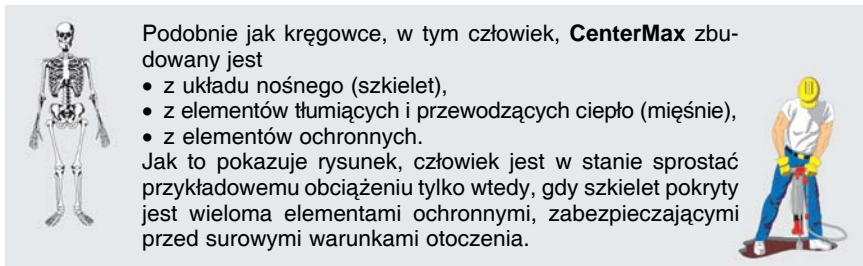 Podobnie jak kręgowce, w tym człowiek, CenterMax zbu-
dowany jest
• z układu nośnego (szkielet),
• z elementów tłumiących i przewodzących ciepło (mięśnie),
• z elementów ochronnych.
Jak to pokazuje rysunek, człowiek jest w stanie sprostać
przykładowemu obciążeniu tylko wtedy, gdy szkielet pokryty
jest wieloma elementami ochronnymi, zabezpieczającymi
przed surowymi warunkami otoczenia.